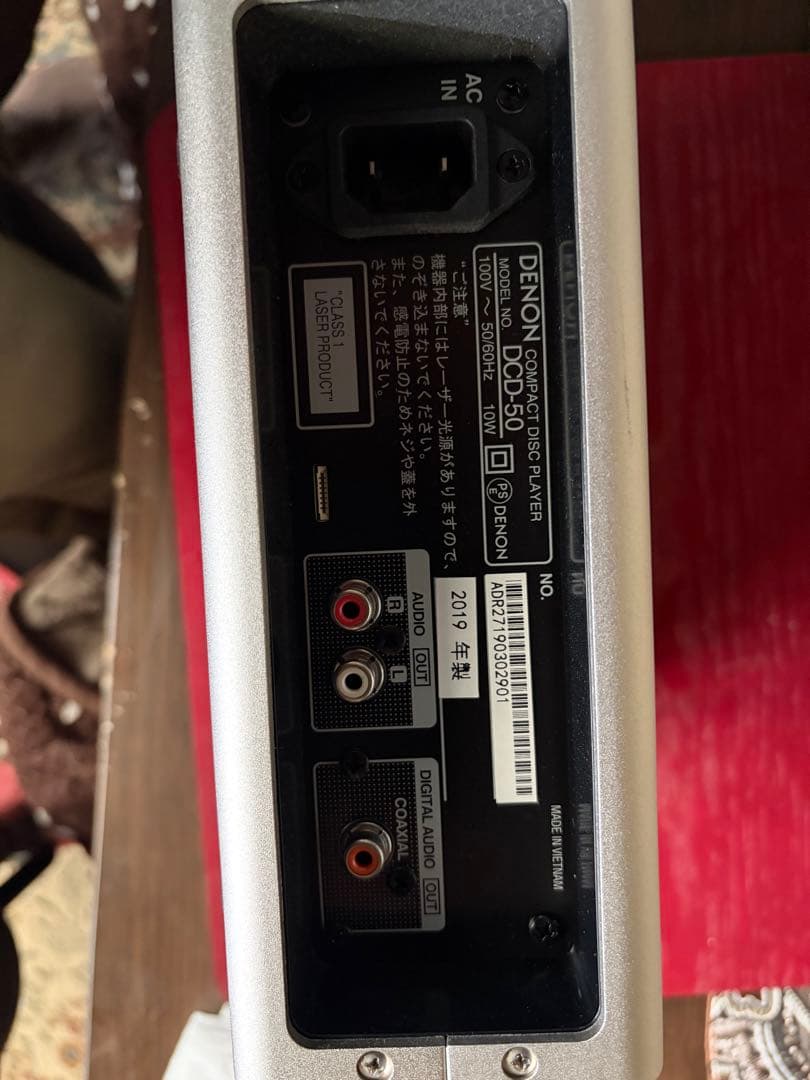 AC
IN
DENON COMPACT DISC PLAYER
MODEL NO. DCD-50
100V ~ 50/60Hz 10W
PS
E
DENON
"ご注意"
機器内部にはレーザー光源がありますので、
のぞき込まないでください。
また、感電防止のためネジや蓋を外
さないでください。
"CLASS 1
LASER PRODUCT"
NO.
ADR27190302901
2019 年製
AUDIO OUT
R
L
DIGITAL AUDIO OUT
COAXIAL
MADE IN VIETNAM